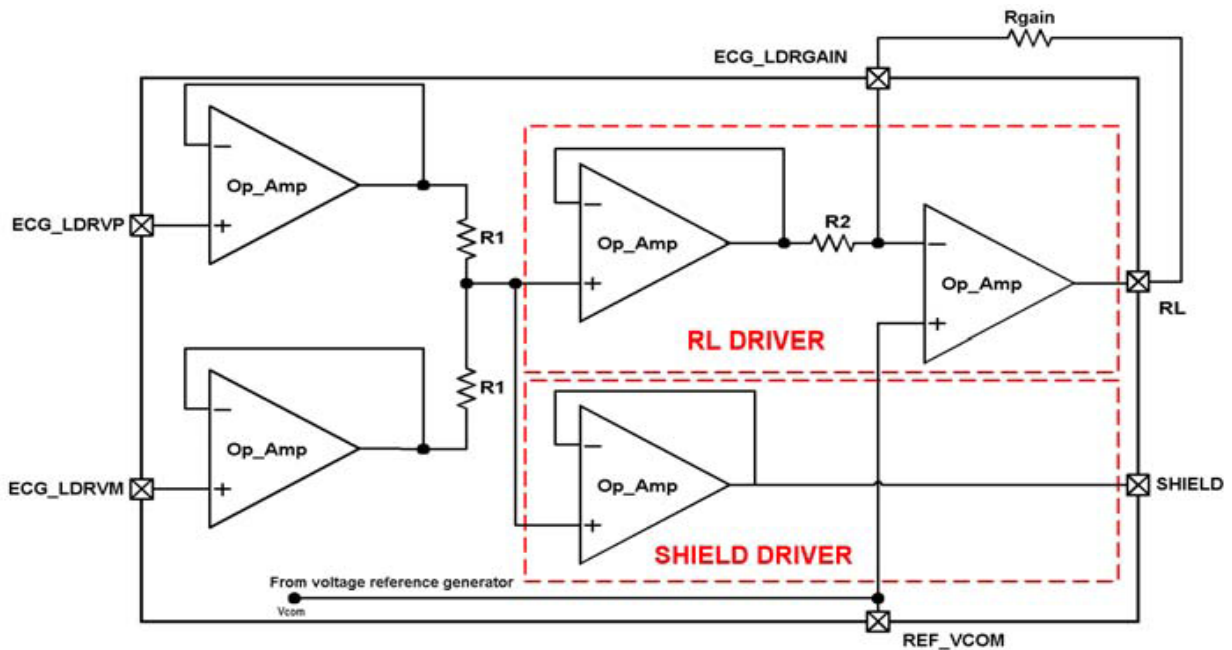 Rgain
ECG_LDRGAIN
−
Op_Amp
+
ECG_LDRVP
R1
−
Op_Amp
+
R2
−
Op_Amp
+
RL
RL DRIVER
−
Op_Amp
+
ECG_LDRVM
R1
−
Op_Amp
+
SHIELD
SHIELD DRIVER
From voltage reference generator
Vcom
REF_VCOM